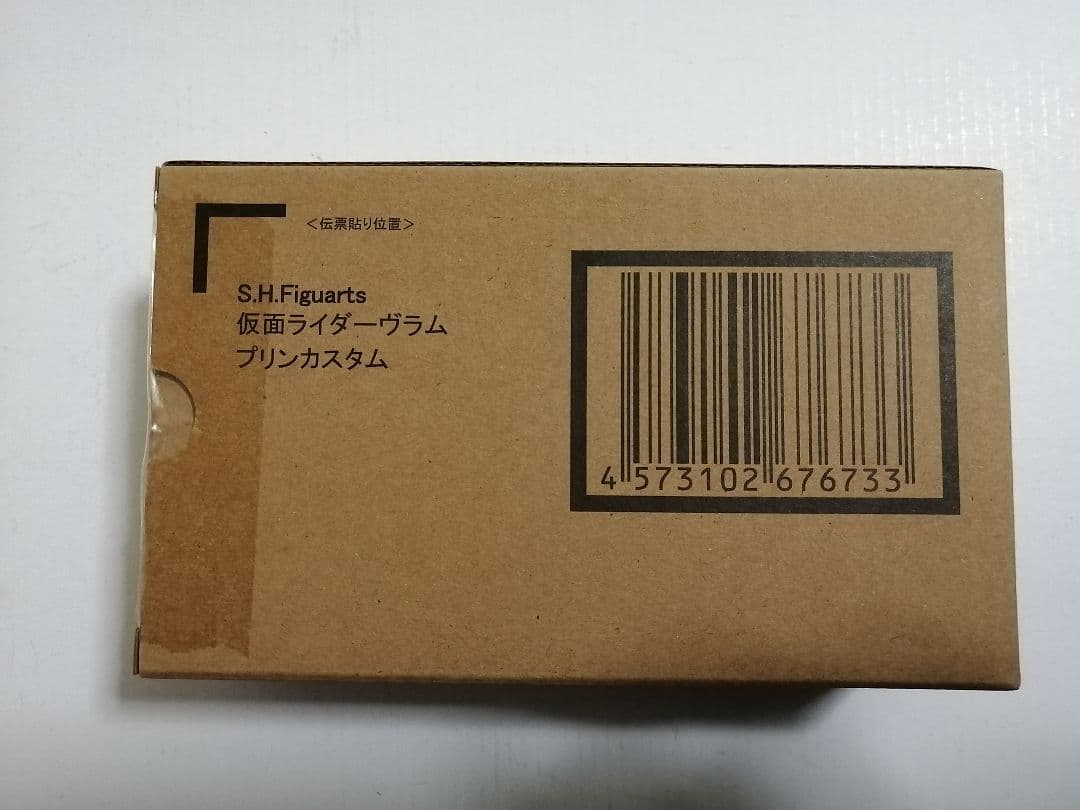 <伝票貼り位置>
S.H.Figuarts
仮面ライダーヴラム
プリンカスタム
4 573102 676733